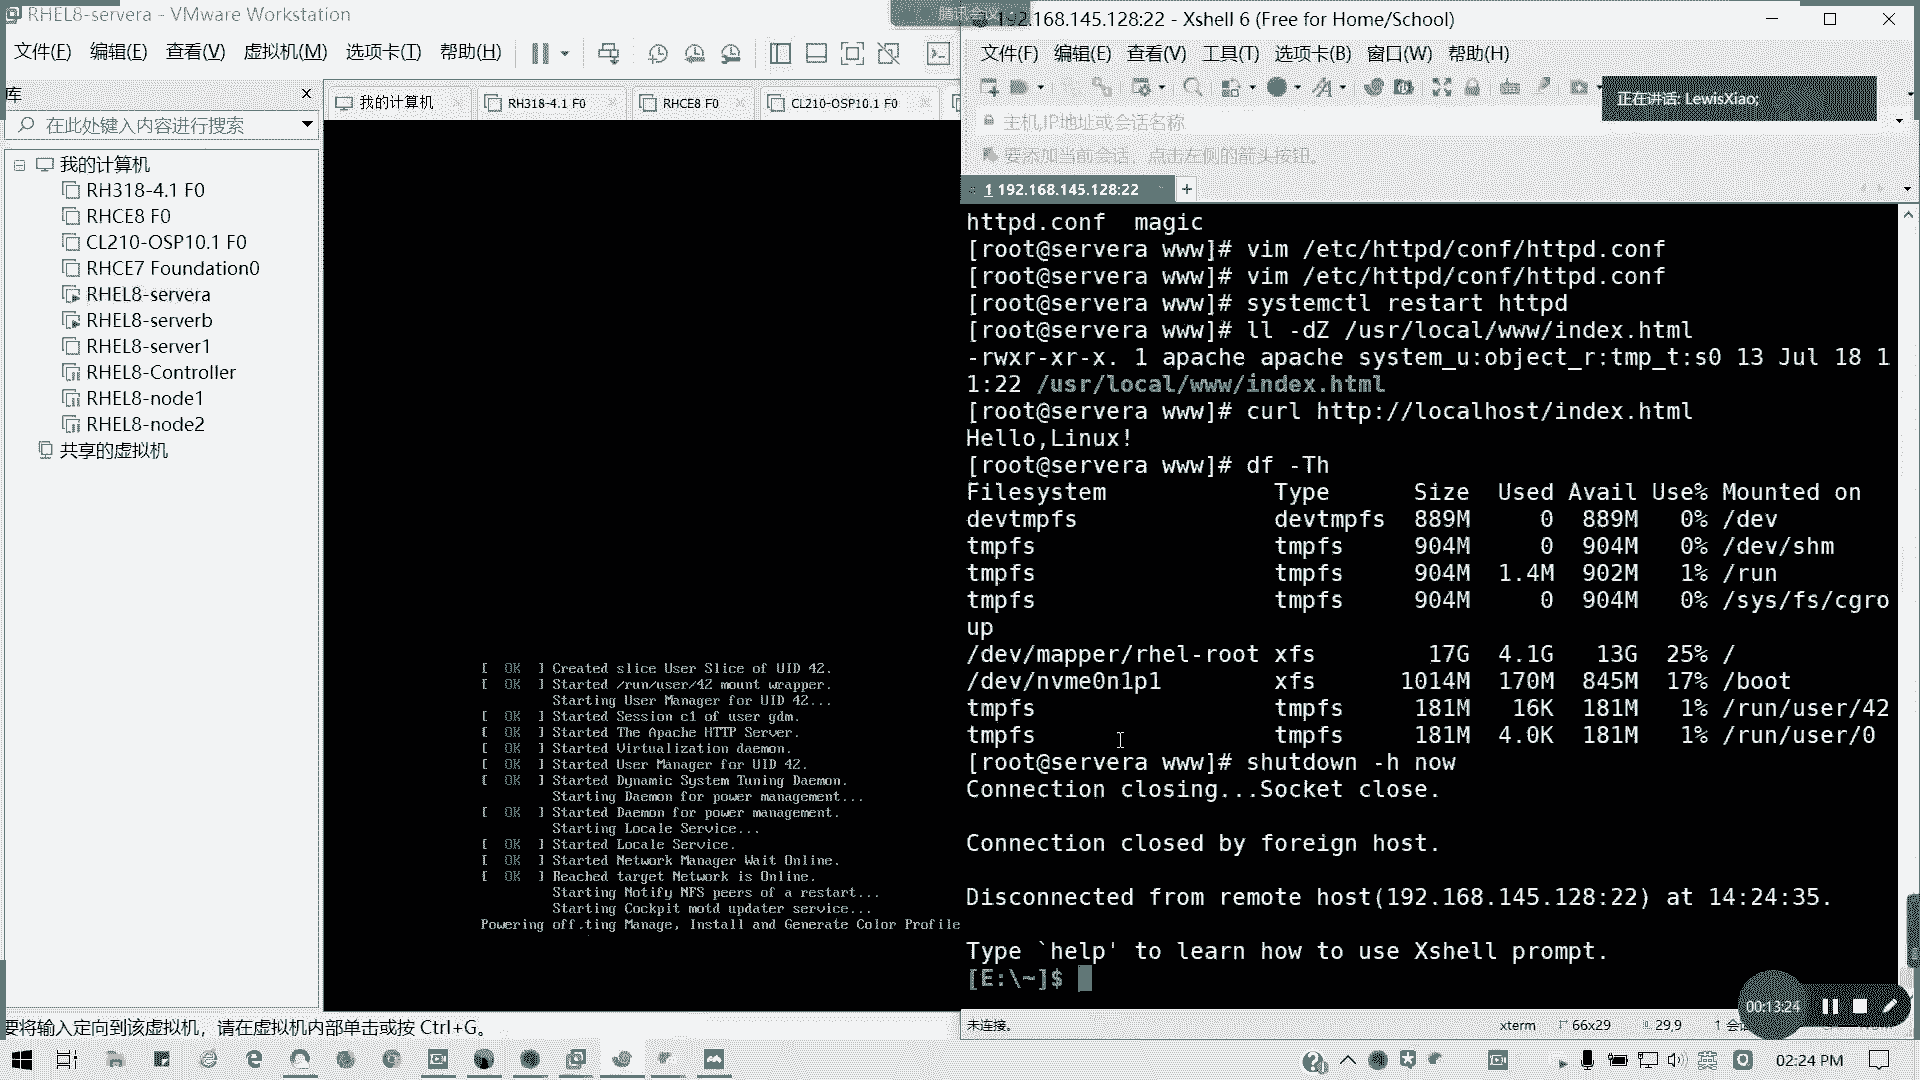 RHEL8-servera - VMware Workstation
文件(F) 编辑(E) 查看(V) 虚拟机(M) 选项卡(T) 帮助(H)
库
在此处键入内容进行搜索
我的计算机
RH318-4.1 F0
RHCE8 F0
CL210-OSP10.1 F0
RHCE7 Foundation0
RHEL8-servera
RHEL8-serverb
RHEL8-server1
RHEL8-Controller
RHEL8-node1
RHEL8-node2
共享的虚拟机
我的计算机 RH318-4.1 F0 RHCE8 F0 CL210-OSP10.1 F0
[ OK ] Created slice User Slice of UID 42.
[ OK ] Started /run/user/42 mount wrapper.
Starting User Manager for UID 42...
[ OK ] Started Session c1 of user gdm.
[ OK ] Started The Apache HTTP Server.
[ OK ] Started Virtualization daemon.
[ OK ] Started User Manager for UID 42.
[ OK ] Started Dynamic System Tuning Daemon.
Starting Daemon for power management...
[ OK ] Started Daemon for power management.
Starting Locale Service...
[ OK ] Started Locale Service.
[ OK ] Started Network Manager Wait Online.
[ OK ] Reached target Network is Online.
Starting Notify NFS peers of a restart...
Starting Cockpit motd updater service...
Powering off.ting Manage, Install and Generate Color Profile
要将输入定向到该虚拟机，请在虚拟机内部单击或按 Ctrl+G。
腾讯会议
192.168.145.128:22 - Xshell 6 (Free for Home/School)
文件(F) 编辑(E) 查看(V) 工具(T) 选项卡(B) 窗口(W) 帮助(H)
正在讲话: LewisXiao;
主机,IP地址或会话名称
要添加当前会话，点击左侧的箭头按钮。
1 192.168.145.128:22 +
httpd.conf  magic
[root@servera www]# vim /etc/httpd/conf/httpd.conf
[root@servera www]# vim /etc/httpd/conf/httpd.conf
[root@servera www]# systemctl restart httpd
[root@servera www]# ll -dZ /usr/local/www/index.html
-rwxr-xr-x. 1 apache apache system_u:object_r:tmp_t:s0 13 Jul 18 1
1:22 /usr/local/www/index.html
[root@servera www]# curl http://localhost/index.html
Hello,Linux!
[root@servera www]# df -Th
Filesystem Type Size Used Avail Use% Mounted on
devtmpfs devtmpfs 889M 0 889M 0% /dev
tmpfs tmpfs 904M 0 904M 0% /dev/shm
tmpfs tmpfs 904M 1.4M 902M 1% /run
tmpfs tmpfs 904M 0 904M 0% /sys/fs/cgro
up
/dev/mapper/rhel-root xfs 17G 4.1G 13G 25% /
/dev/nvme0n1p1 xfs 1014M 170M 845M 17% /boot
tmpfs tmpfs 181M 16K 181M 1% /run/user/42
tmpfs tmpfs 181M 4.0K 181M 1% /run/user/0
[root@servera www]# shutdown -h now
Connection closing...Socket close.
Connection closed by foreign host.
Disconnected from remote host(192.168.145.128:22) at 14:24:35.
Type `help' to learn how to use Xshell prompt.
[E:\~]$
00:13:24
未连接。 xterm 66x29 29,9 1 会
02:24 PM